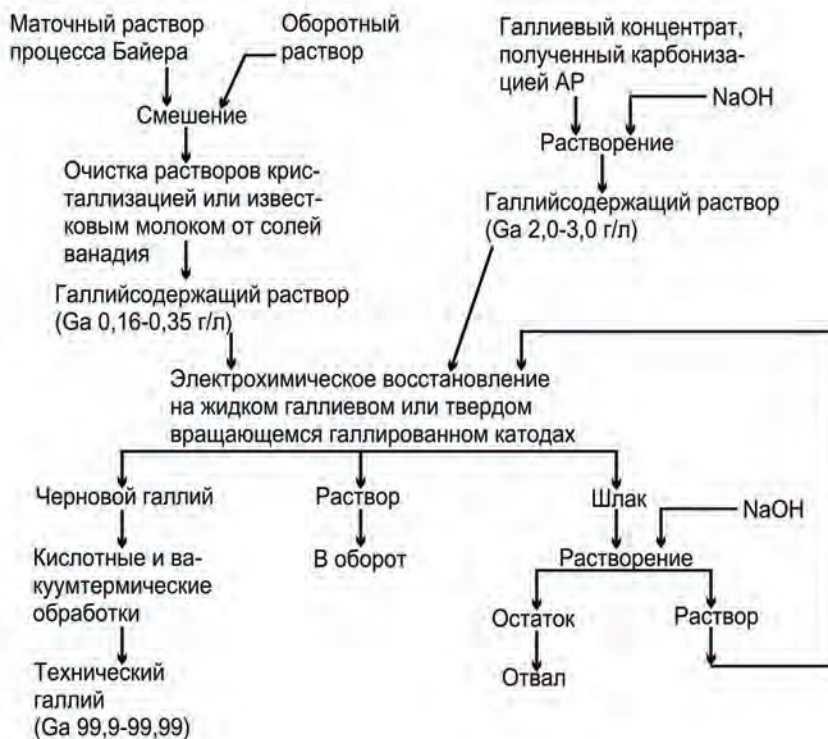 Маточный раствор
процесса Байера
Оборотный
раствор
Смешение
Очистка растворов крис-
таллизацией или извест-
ковым молоком от солей
ванадия
Галлийсодержащий раствор
(Ga 0,16-0,35 г/л)
Галлиевый концентрат,
полученный карбониза-
цией АР
NaOH
Растворение
Галлийсодержащий раствор
(Ga 2,0-3,0 г/л)
Электрохимическое восстановление
на жидком галлиевом или твердом
вращающемся галлированном катодах
Черновой галлий
Кислотные и ва-
куумтермические
обработки
Технический
галлий
(Ga 99,9-99,99)
Раствор
В оборот
Шлак
NaOH
Растворение
Остаток
Отвал
Раствор